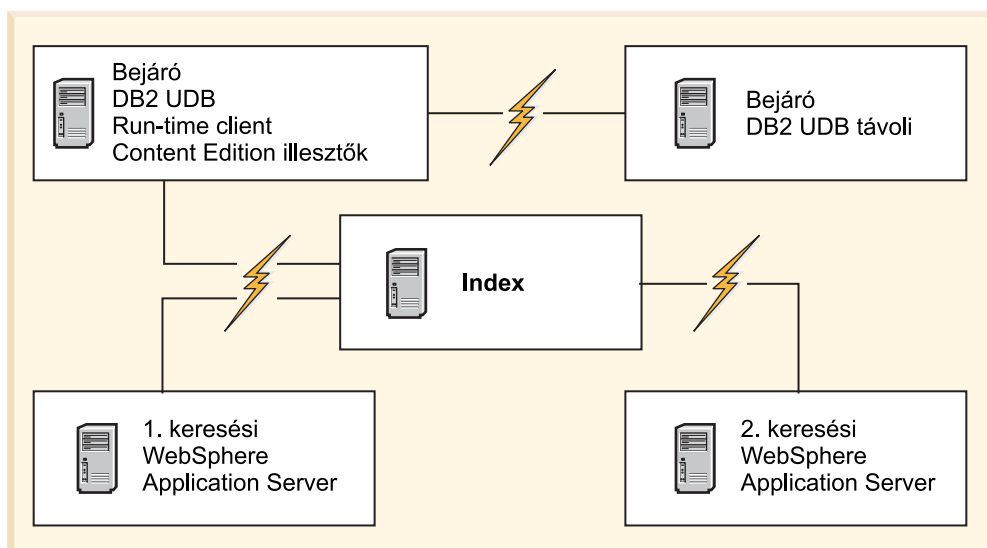 Bejáró
DB2 UDB
Run-time client
Content Edition illesztők
Bejáró
DB2 UDB távoli
Index
1. keresési
WebSphere
Application Server
2. keresési
WebSphere
Application Server